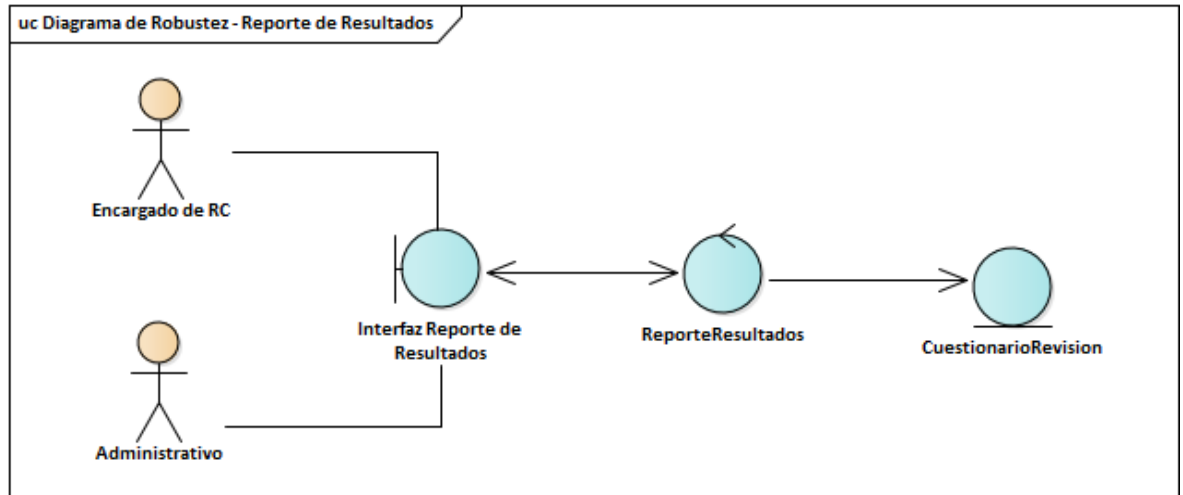 uc Diagrama de Robustez - Reporte de Resultados
Encargado de RC
Interfaz Reporte de
Resultados
ReporteResultados
CuestionarioRevision
Administrativo